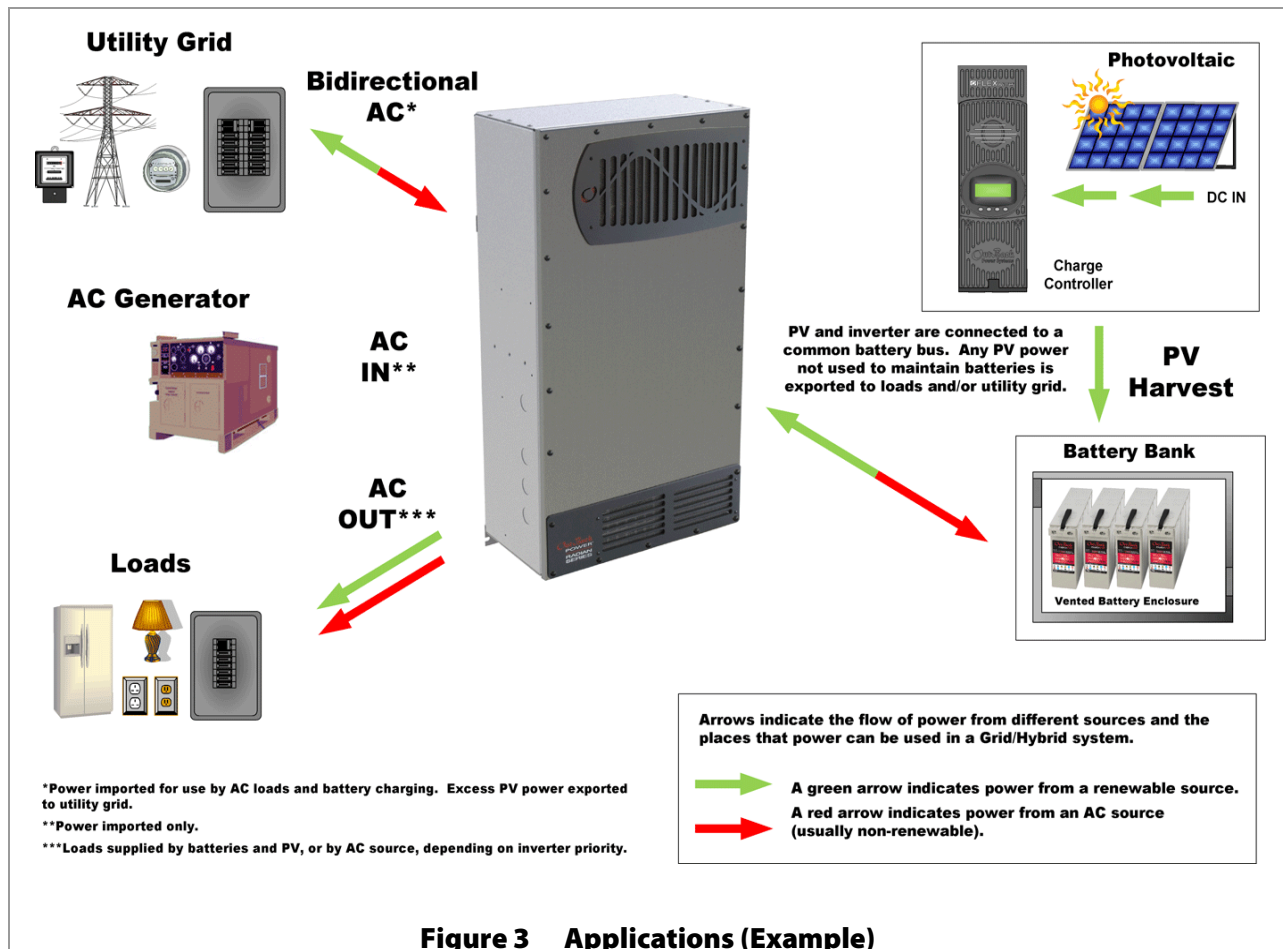 Utility Grid
Bidirectional
AC*
AC Generator
AC
IN**
AC
OUT***
Loads
Photovoltaic
DC IN
Charge
Controller
PV and inverter are connected to a
common battery bus. Any PV power
not used to maintain batteries is
exported to loads and/or utility grid.
PV
Harvest
Battery Bank
Vented Battery Enclosure
OutBack
POWER
RADIAN
SERIES
Arrows indicate the flow of power from different sources and the
places that power can be used in a Grid/Hybrid system.
A green arrow indicates power from a renewable source.
A red arrow indicates power from an AC source
(usually non-renewable).
*Power imported for use by AC loads and battery charging. Excess PV power exported
to utility grid.
**Power imported only.
***Loads supplied by batteries and PV, or by AC source, depending on inverter priority.
Figure 3 Applications (Example)